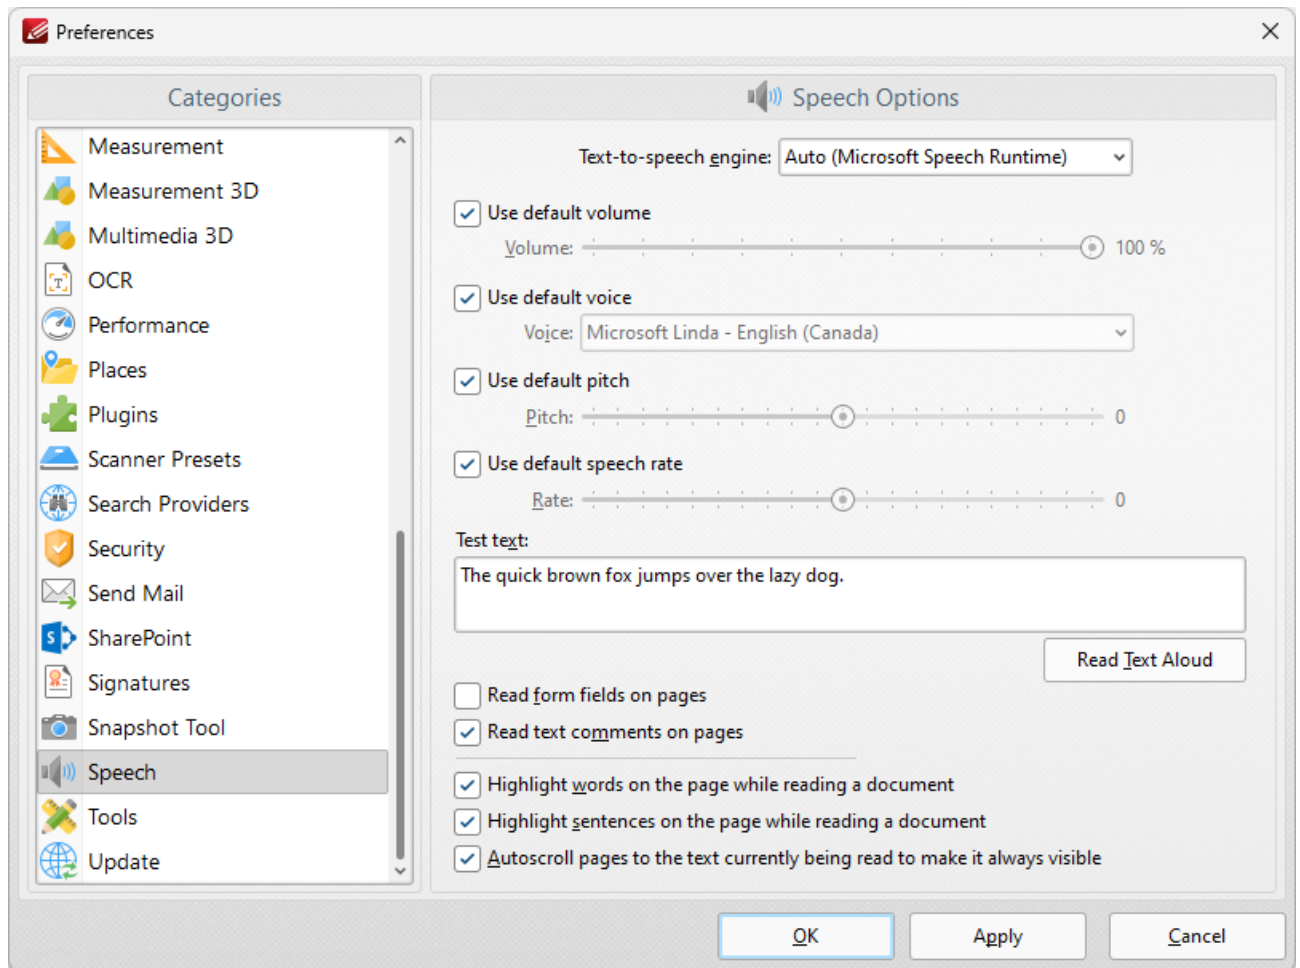 Preferences
Categories
Measurement
Measurement 3D
Multimedia 3D
OCR
Performance
Places
Plugins
Scanner Presets
Search Providers
Security
Send Mail
SharePoint
Signatures
Snapshot Tool
Speech
Tools
Update
Speech Options
Text-to-speech engine: Auto (Microsoft Speech Runtime)
Use default volume
Volume: 100 %
Use default voice
Voice: Microsoft Linda - English (Canada)
Use default pitch
Pitch: 0
Use default speech rate
Rate: 0
Test text:
The quick brown fox jumps over the lazy dog.
Read Text Aloud
Read form fields on pages
Read text comments on pages
Highlight words on the page while reading a document
Highlight sentences on the page while reading a document
Autoscroll pages to the text currently being read to make it always visible
OK Apply Cancel